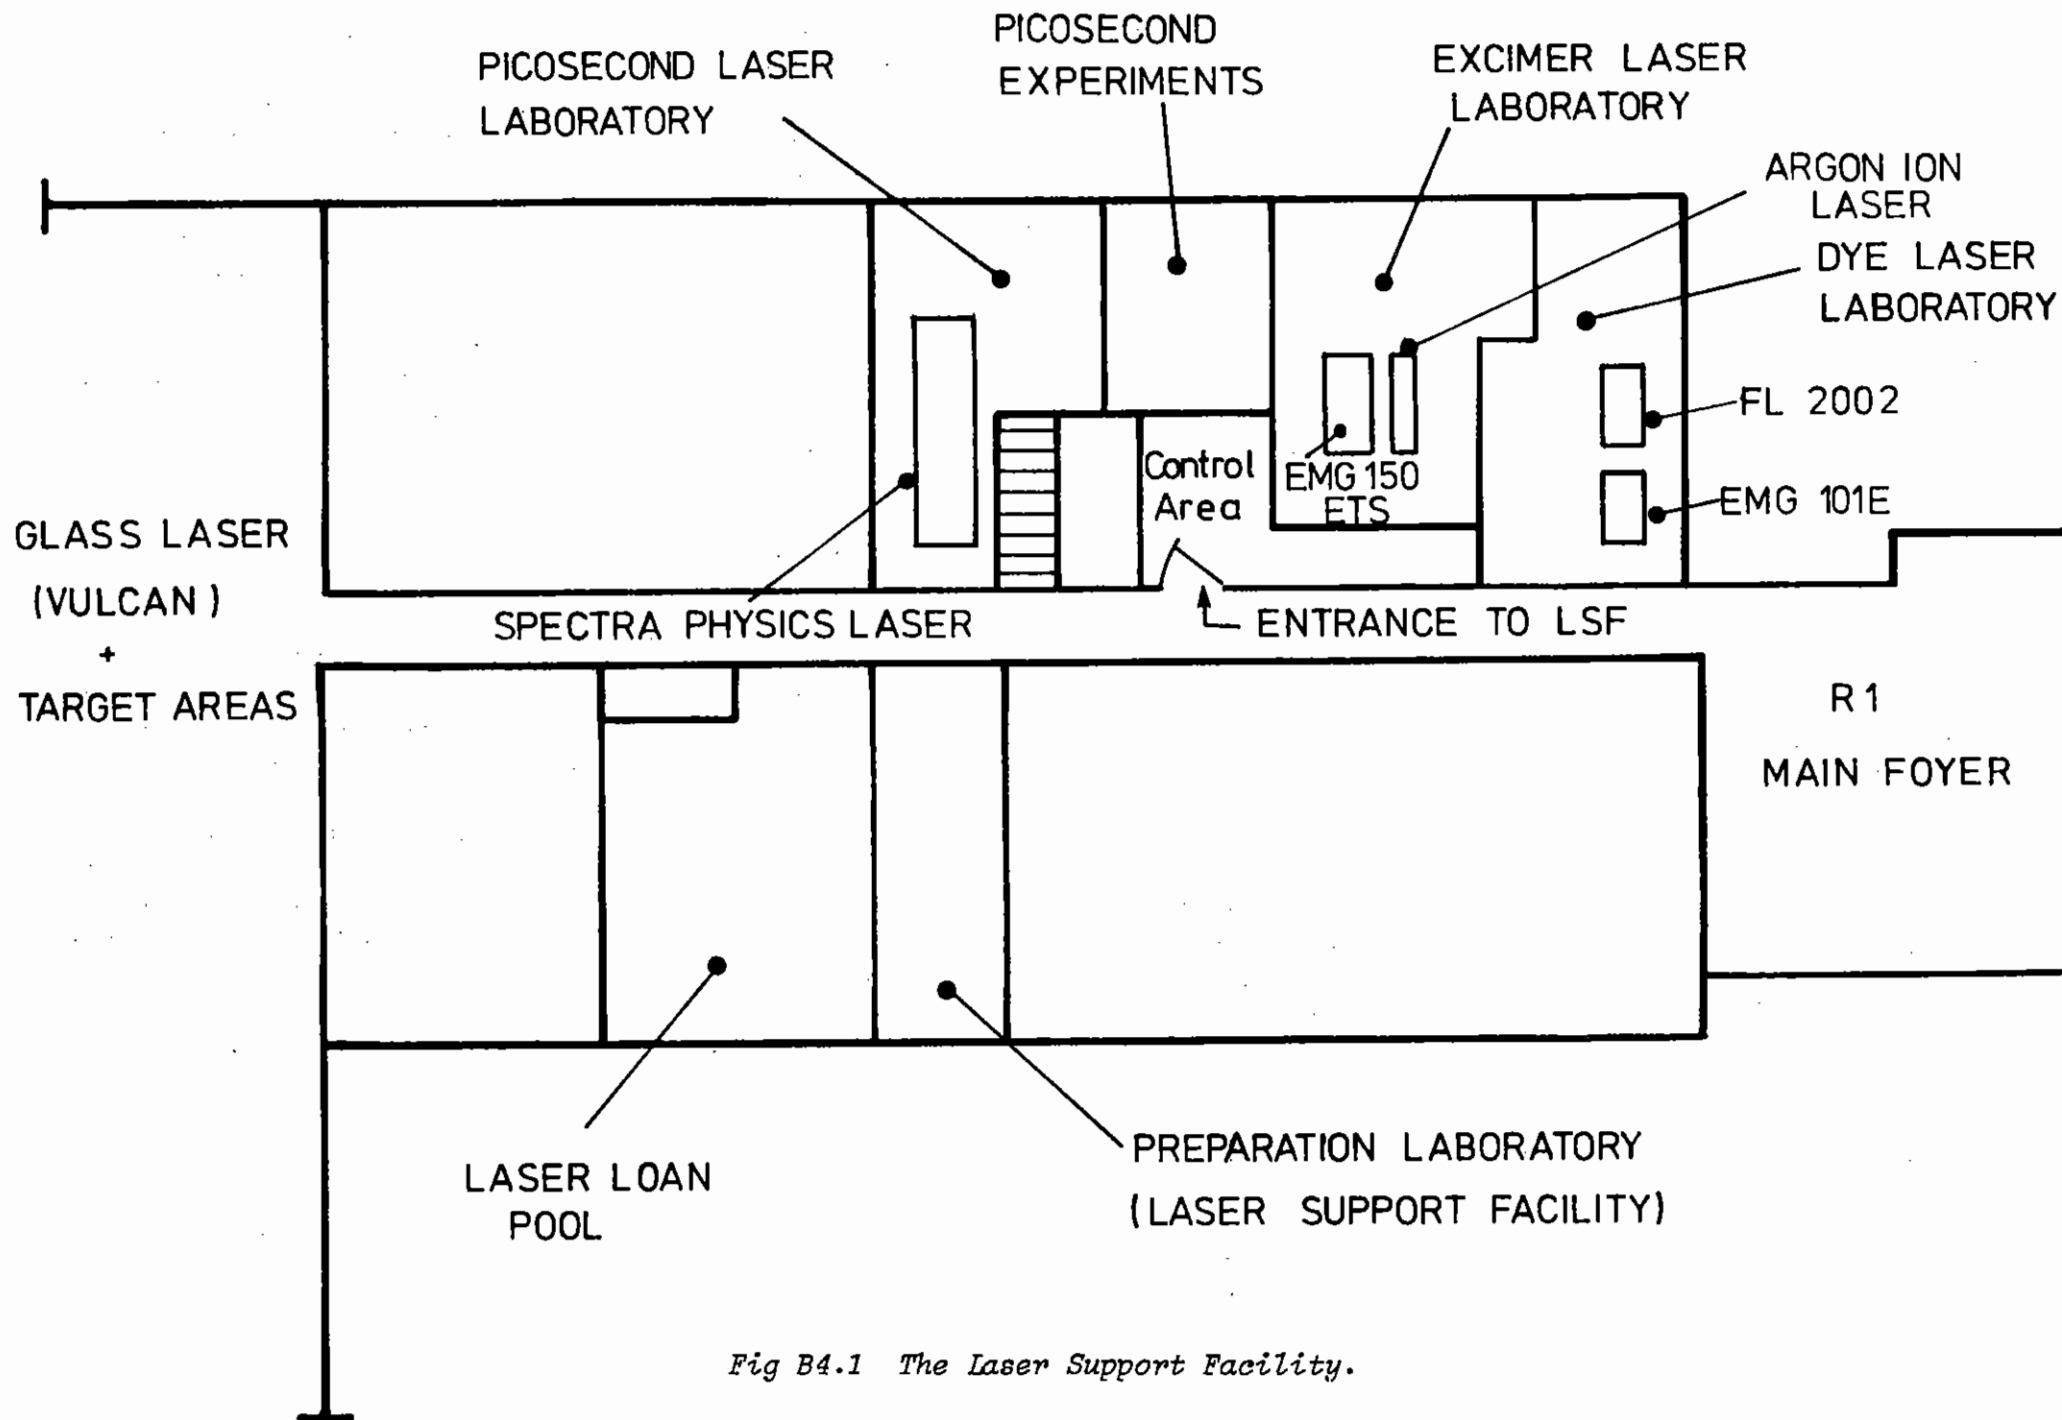 PICOSECOND LASER
LABORATORY
PICOSECOND
EXPERIMENTS
EXCIMER LASER
LABORATORY
ARGON ION
LASER
DYE LASER
LABORATORY
FL 2002
EMG 101E
Control
Area
EMG 150
ETS
GLASS LASER
(VULCAN)
+
TARGET AREAS
SPECTRA PHYSICS LASER
ENTRANCE TO LSF
R1
MAIN FOYER
LASER LOAN
POOL
PREPARATION LABORATORY
(LASER SUPPORT FACILITY)
Fig B4.1 The Laser Support Facility.